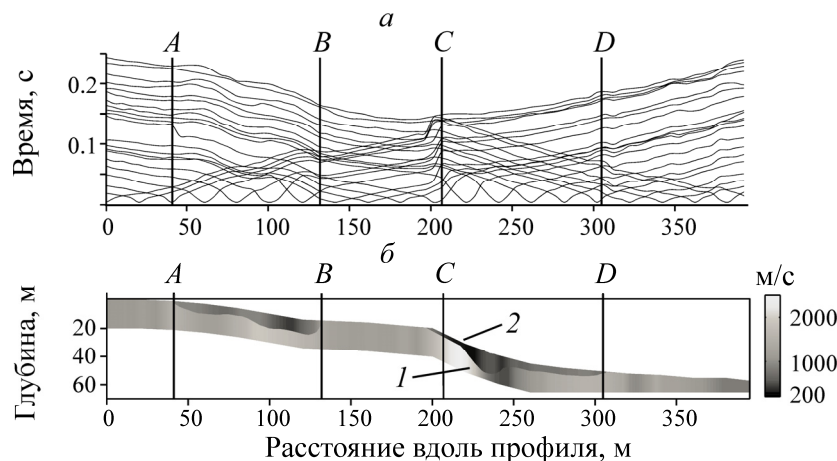 а
A B C D
Время, с
0.2
0.1
0 50 100 150 200 250 300 350
б
A B C D
м/с
Глубина, м
20
40
60
2
1
2000
1000
200
0 50 100 150 200 250 300 350
Расстояние вдоль профиля, м